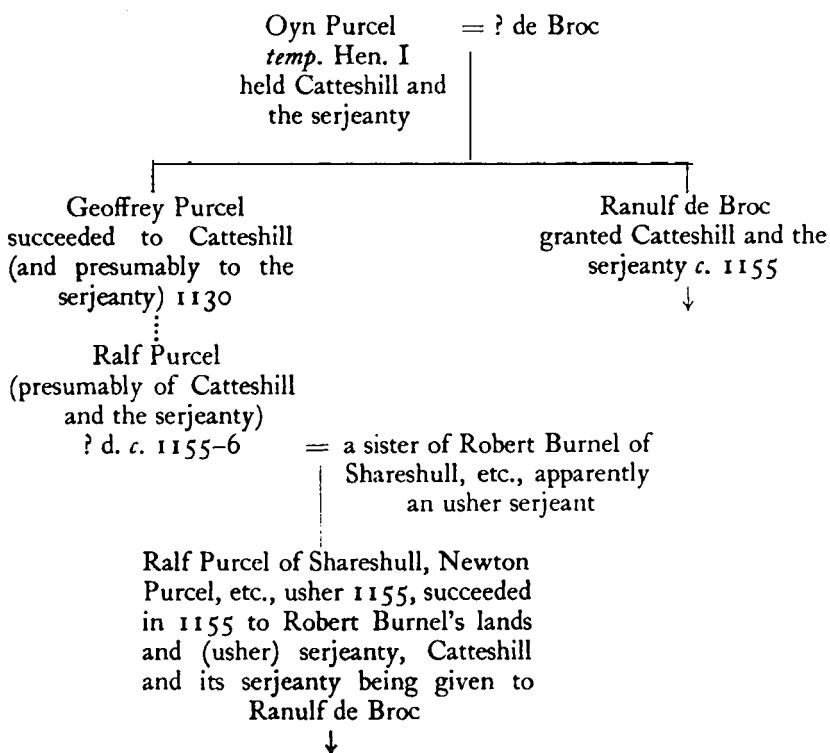 Oyn Purcel = ? de Broc
temp. Hen. I
held Catteshill and
the serjeanty
Geoffrey Purcel
succeeded to Catteshill
(and presumably to the
serjeanty) 1130
Ranulf de Broc
granted Catteshill and the
serjeanty c. 1155
Ralf Purcel
(presumably of Catteshill
and the serjeanty)
? d. c. 1155–6 = a sister of Robert Burnel of
Shareshull, etc., apparently
an usher serjeant
Ralf Purcel of Shareshull, Newton
Purcel, etc., usher 1155, succeeded
in 1155 to Robert Burnel's lands
and (usher) serjeanty, Catteshill
and its serjeanty being given to
Ranulf de Broc